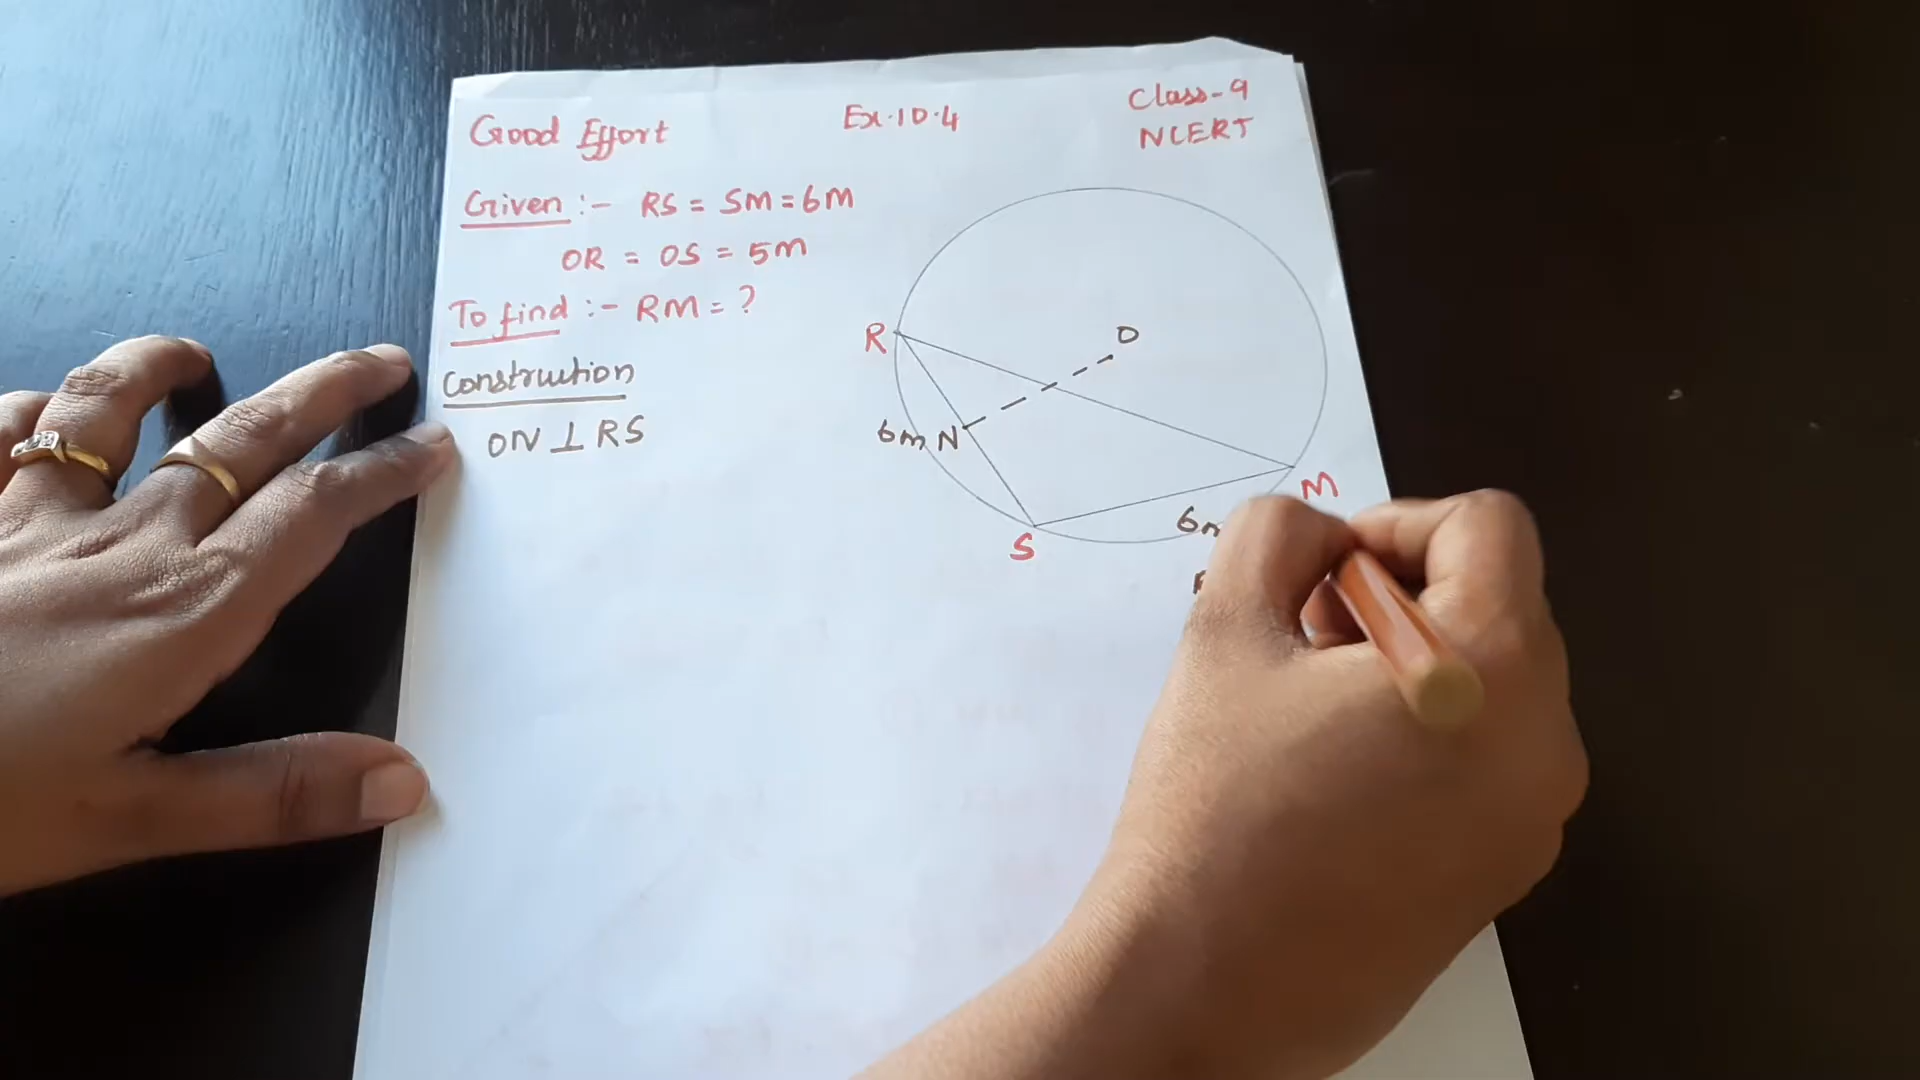 Good Effort
Ex.10.4
Class-9
NCERT
Given :- RS = SM = 6M
OR = OS = 5M
To find :- RM = ?
Construction
ON ⊥ RS
R
O
6m N
M
S